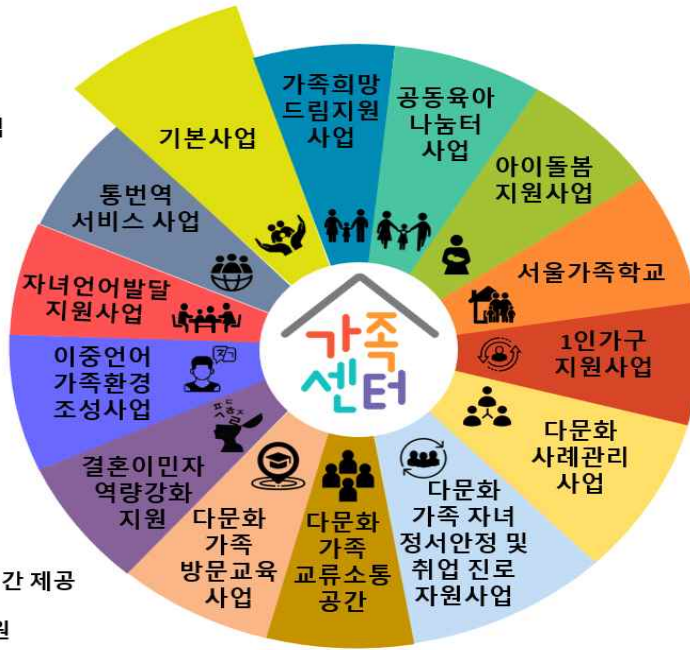 기본사업
가족희망
드림지원
사업
공동육아
나눔터
사업
아이돌봄
지원사업
서울가족학교
1인가구
지원사업
다문화
사례관리
사업
다문화
가족 자녀
정서안정 및
취업 진로
자원사업
다문화
가족
교류소통
공간
다문화
가족
방문교육
사업
결혼이민자
역량강화
지원
이중언어
가족환경
조성사업
자녀언어발달
지원사업
통번역
서비스 사업
가족
센터
간 제공